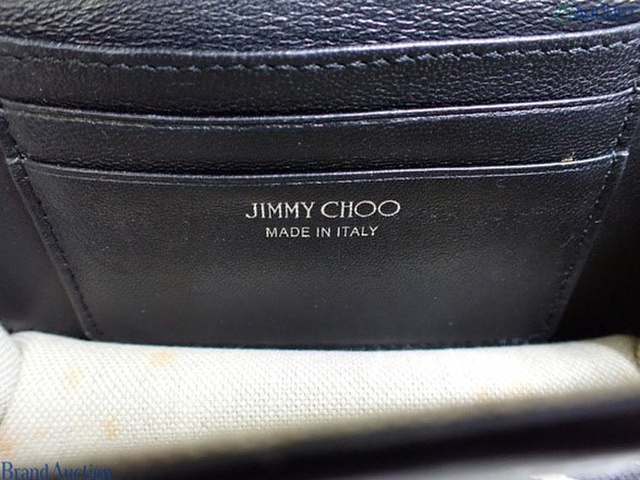 JIMMY CHOO
MADE IN ITALY
Brand Auction